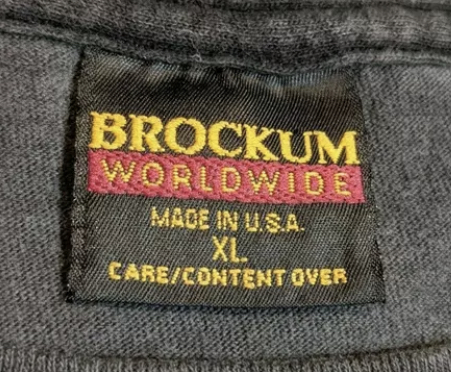 BROCKUM
WORLDWIDE
MADE IN U.S.A.
XL
CARE/CONTENT OVER